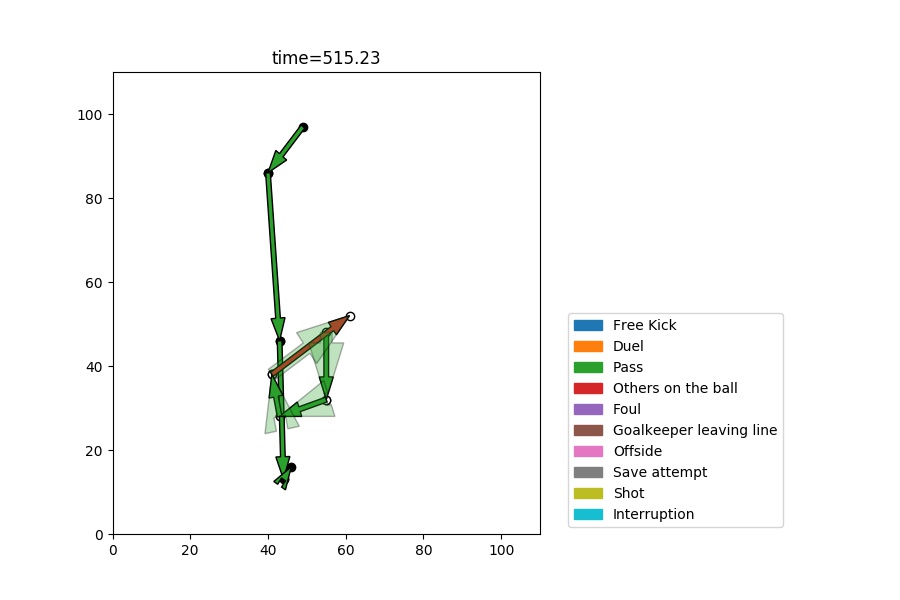 time=515.23
100
80
60
40
20
0
0 20 40 60 80 100
Free Kick
Duel
Pass
Others on the ball
Foul
Goalkeeper leaving line
Offside
Save attempt
Shot
Interruption